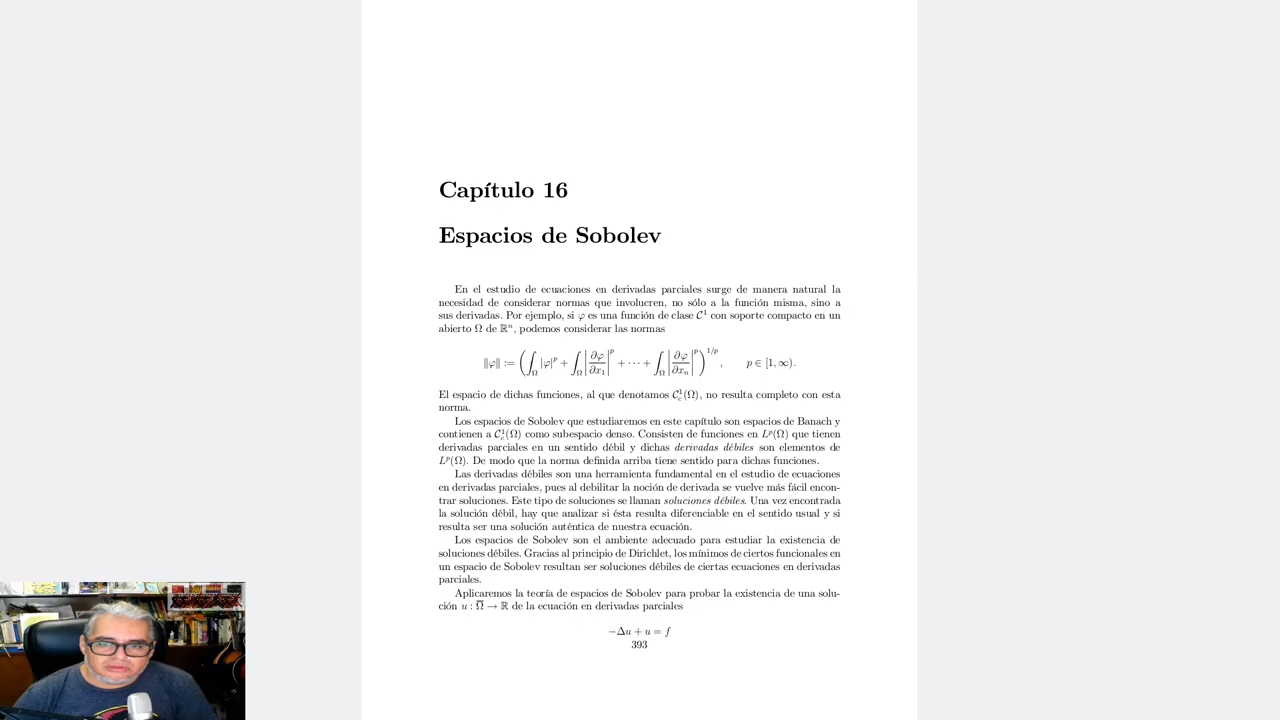 Capítulo 16
Espacios de Sobolev
En el estudio de ecuaciones en derivadas parciales surge de manera natural la
necesidad de considerar normas que involucren, no sólo a la función misma, sino a
sus derivadas. Por ejemplo, si φ es una función de clase C¹ con soporte compacto en un
abierto Ω de ℝⁿ, podemos considerar las normas
‖φ‖ := (∫_Ω |φ|^p + ∫_Ω |∂φ/∂x₁|^p + ··· + ∫_Ω |∂φ/∂xₙ|^p)^{1/p}, p ∈ [1, ∞).
El espacio de dichas funciones, al que denotamos C_c^1(Ω), no resulta completo con esta
norma.
Los espacios de Sobolev que estudiaremos en este capítulo son espacios de Banach y
contienen a C_c^1(Ω) como subespacio denso. Consisten de funciones en L^p(Ω) que tienen
derivadas parciales en un sentido débil y dichas derivadas débiles son elementos de
L^p(Ω). De modo que la norma definida arriba tiene sentido para dichas funciones.
Las derivadas débiles son una herramienta fundamental en el estudio de ecuaciones
en derivadas parciales, pues al debilitar la noción de derivada se vuelve más fácil encon-
trar soluciones. Este tipo de soluciones se llaman soluciones débiles. Una vez encontrada
la solución débil, hay que analizar si ésta resulta diferenciable en el sentido usual y si
resulta ser una solución auténtica de nuestra ecuación.
Los espacios de Sobolev son el ambiente adecuado para estudiar la existencia de
soluciones débiles. Gracias al principio de Dirichlet, los mínimos de ciertos funcionales en
un espacio de Sobolev resultan ser soluciones débiles de ciertas ecuaciones en derivadas
parciales.
Aplicaremos la teoría de espacios de Sobolev para probar la existencia de una solu-
ción u : Ω̅ → ℝ de la ecuación en derivadas parciales
−Δu + u = f
393